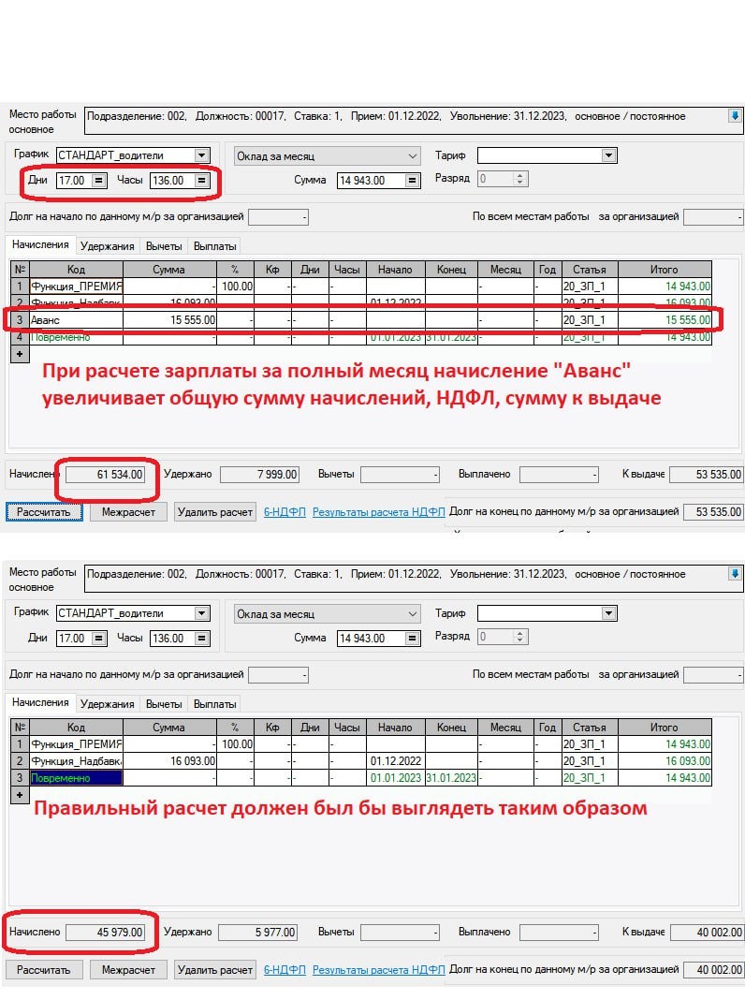 Место работы
основное
Подразделение: 002, Должность: 00017, Ставка: 1, Прием: 01.12.2022, Увольнение: 31.12.2023, основное / постоянное
График СТАНДАРТ_водители Оклад за месяц Тариф
Дни 17.00 = Часы 136.00 = Сумма 14 943.00 = Разряд 0
Долг на начало по данному м/р за организацией - По всем местам работы за организацией -
Начисления Удержания Вычеты Выплаты
№ Код Сумма % Кф Дни Часы Начало Конец Месяц Год Статья Итого
1 Функция_ПРЕМИЯ - 100.00 - - - - - 20_ЗП_1 14 943.00
2 Функция_Надбавк 16 093.00 - - - 01.12.2022 - - 20_ЗП_1 16 093.00
3 Аванс 15 555.00 - - - - - - 20_ЗП_1 15 555.00
4 Повременно - - - - - 01.01.2023 31.01.2023 - - 20_ЗП_1 14 943.00
+
При расчете зарплаты за полный месяц начисление "Аванс"
увеличивает общую сумму начислений, НДФЛ, сумму к выдаче
Начислено 61 534.00 Удержано 7 999.00 Вычеты - Выплачено - К выдаче 53 535.00
Рассчитать Межрасчет Удалить расчет 6-НДФЛ Результаты расчета НДФЛ Долг на конец по данному м/р за организацией 53 535.00
Место работы
основное
Подразделение: 002, Должность: 00017, Ставка: 1, Прием: 01.12.2022, Увольнение: 31.12.2023, основное / постоянное
График СТАНДАРТ_водители Оклад за месяц Тариф
Дни 17.00 = Часы 136.00 = Сумма 14 943.00 = Разряд 0
Долг на начало по данному м/р за организацией - По всем местам работы за организацией -
Начисления Удержания Вычеты Выплаты
№ Код Сумма % Кф Дни Часы Начало Конец Месяц Год Статья Итого
1 Функция_ПРЕМИЯ - 100.00 - - - - - 20_ЗП_1 14 943.00
2 Функция_Надбавка 16 093.00 - - - 01.12.2022 - - 20_ЗП_1 16 093.00
3 Повременно - - - - - 01.01.2023 31.01.2023 - - 20_ЗП_1 14 943.00
+
Правильный расчет должен был бы выглядеть таким образом
Начислено 45 979.00 Удержано 5 977.00 Вычеты - Выплачено - К выдаче 40 002.00
Рассчитать Межрасчет Удалить расчет 6-НДФЛ Результаты расчета НДФЛ Долг на конец по данному м/р за организацией 40 002.00